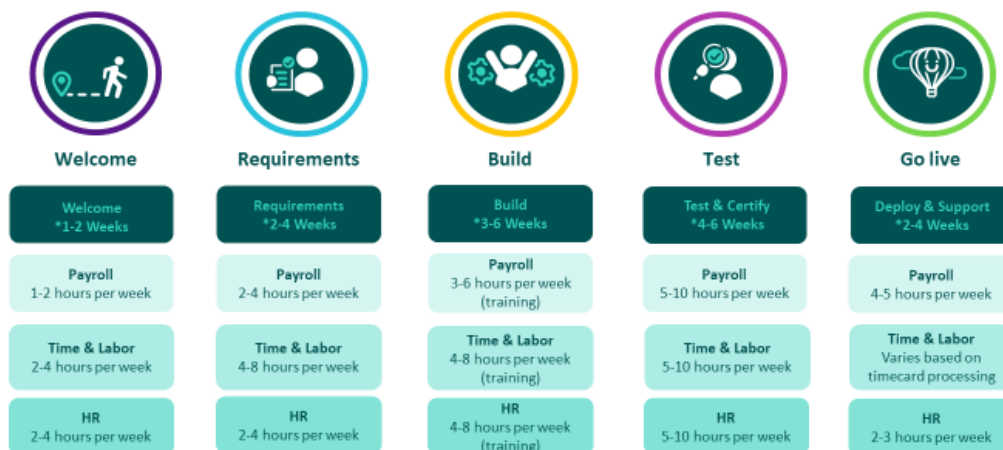 Welcome
Requirements
Build
Test
Go live
Welcome
*1-2 Weeks
Requirements
*2-4 Weeks
Build
*3-6 Weeks
Test & Certify
*4-6 Weeks
Deploy & Support
*2-4 Weeks
Payroll
1-2 hours per week
Payroll
2-4 hours per week
Payroll
3-6 hours per week
(training)
Payroll
5-10 hours per week
Payroll
4-5 hours per week
Time & Labor
2-4 hours per week
Time & Labor
4-8 hours per week
Time & Labor
4-8 hours per week
(training)
Time & Labor
5-10 hours per week
Time & Labor
Varies based on
timecard processing
HR
2-4 hours per week
HR
2-4 hours per week
HR
4-8 hours per week
(training)
HR
5-10 hours per week
HR
2-3 hours per week